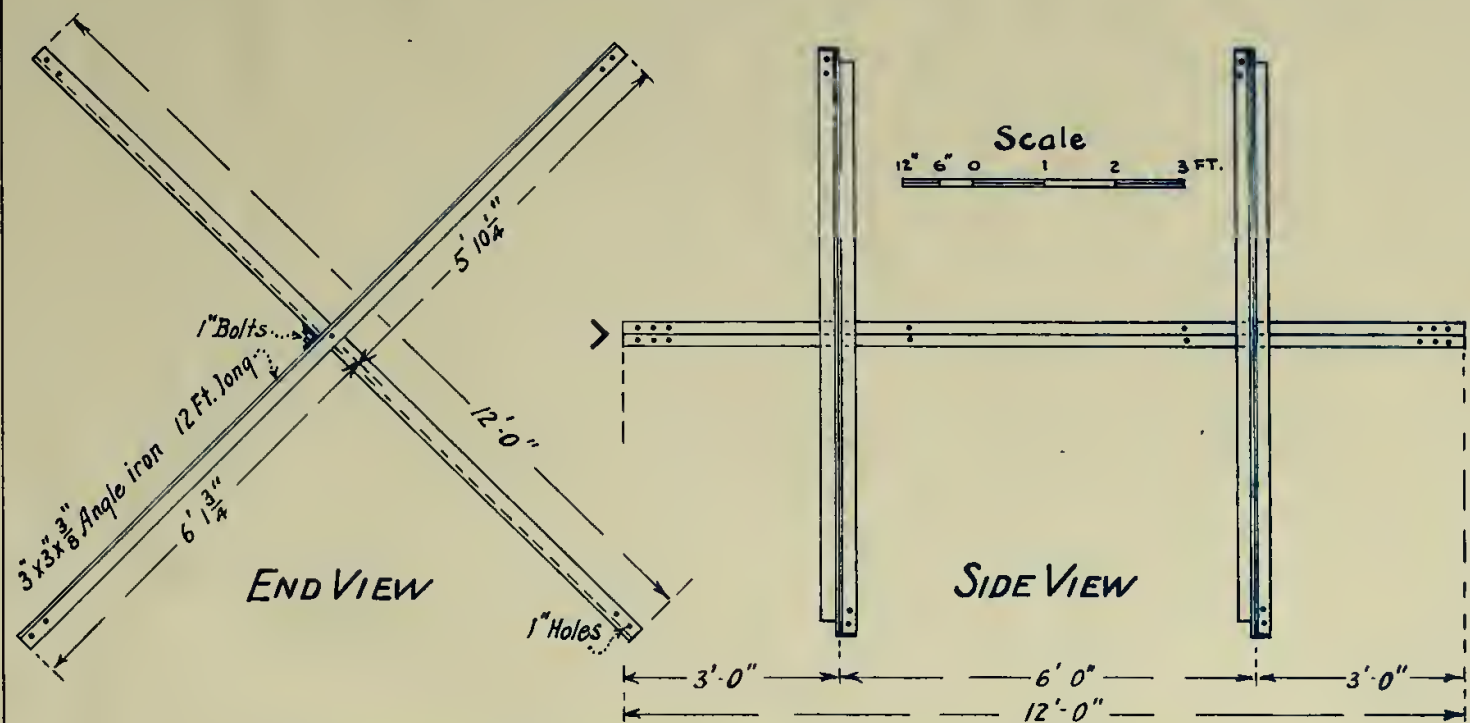 5' 10 1/4"
1" Bolts
3" x 3" x 3/8" Angle iron 12 Ft. long
12'-0"
6' 1 3/4"
END VIEW
1" Holes
Scale
12" 6" 0 1 2 3 FT.
SIDE VIEW
3'-0" 6' 0" 3'-0"
12'-0"